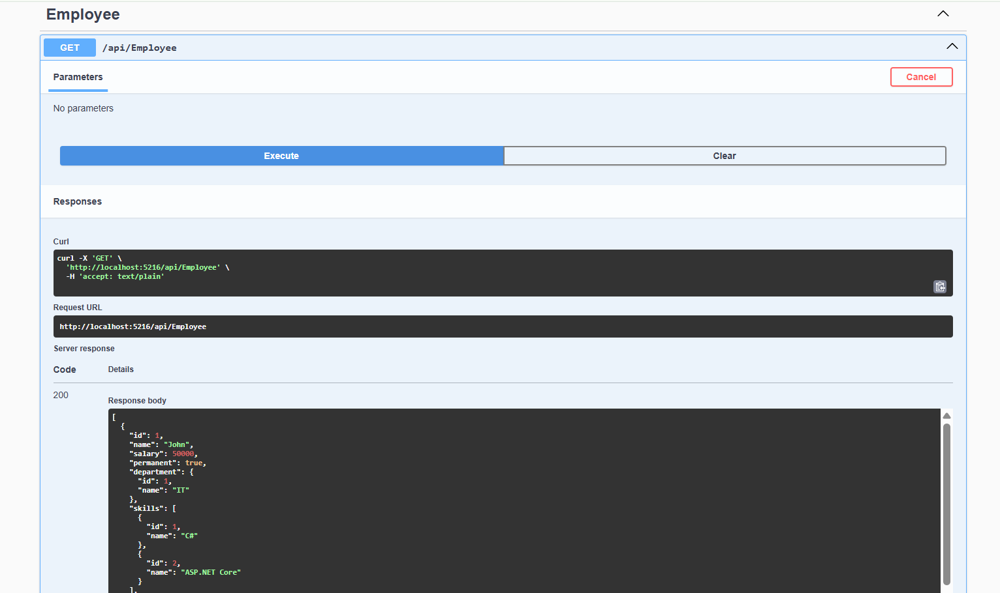 Employee
GET /api/Employee
Parameters
Cancel
No parameters
Execute
Clear
Responses
Curl
curl -X 'GET' \
  'http://localhost:5216/api/Employee' \
  -H 'accept: text/plain'
Request URL
http://localhost:5216/api/Employee
Server response
Code Details
200
Response body
[
  {
    "id": 1,
    "name": "John",
    "salary": 50000,
    "permanent": true,
    "department": {
      "id": 1,
      "name": "IT"
    },
    "skills": [
      {
        "id": 1,
        "name": "C#"
      },
      {
        "id": 2,
        "name": "ASP.NET Core"
      }
    ],